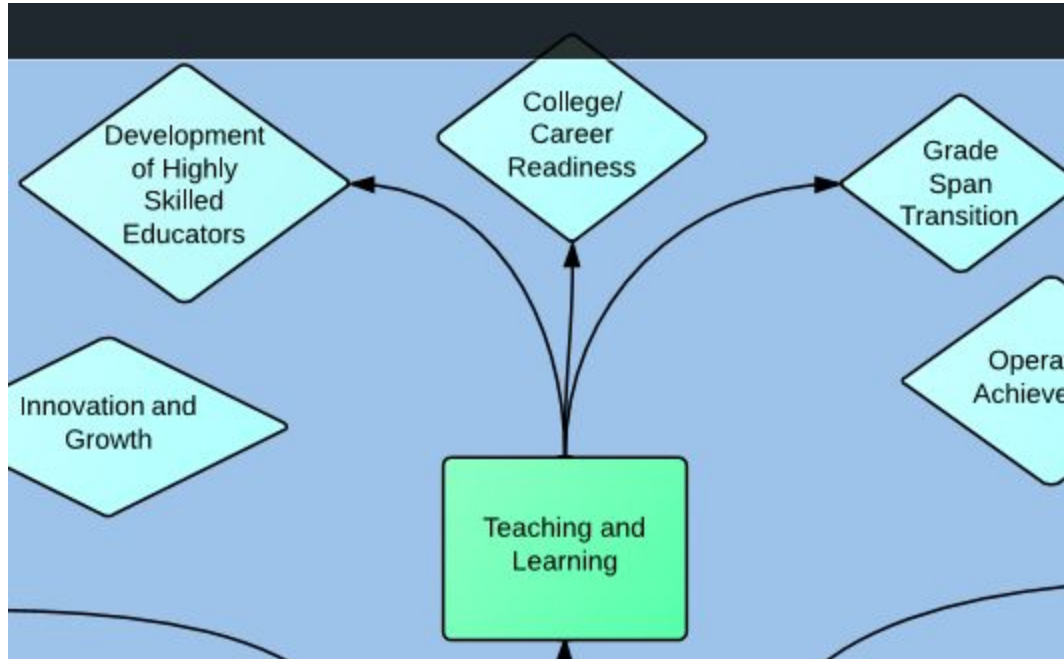 Development
of Highly
Skilled
Educators
College/
Career
Readiness
Grade
Span
Transition
Innovation and
Growth
Teaching and
Learning